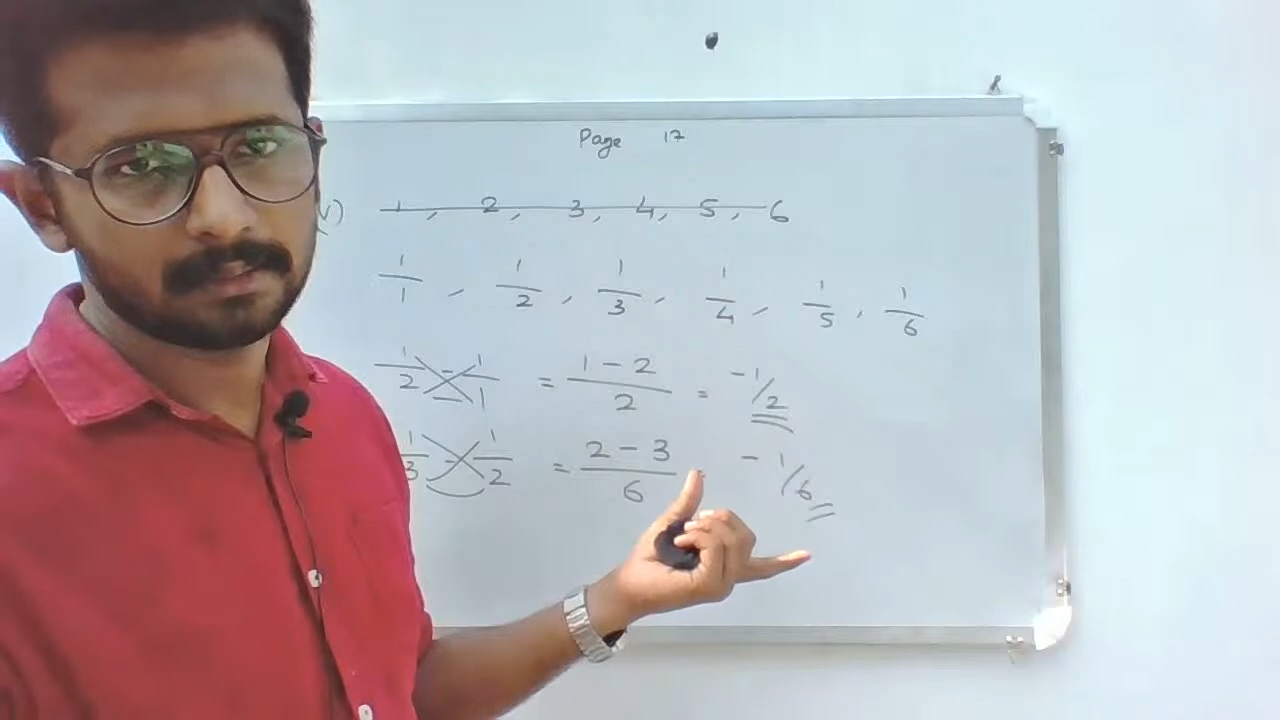 Page 17
1, 2, 3, 4, 5, 6
1/1, 1/2, 1/3, 1/4, 1/5, 1/6
1/2 - 1/1 = 1-2/2 = -1/2
1/3 - 1/2 = 2-3/6 = -1/6